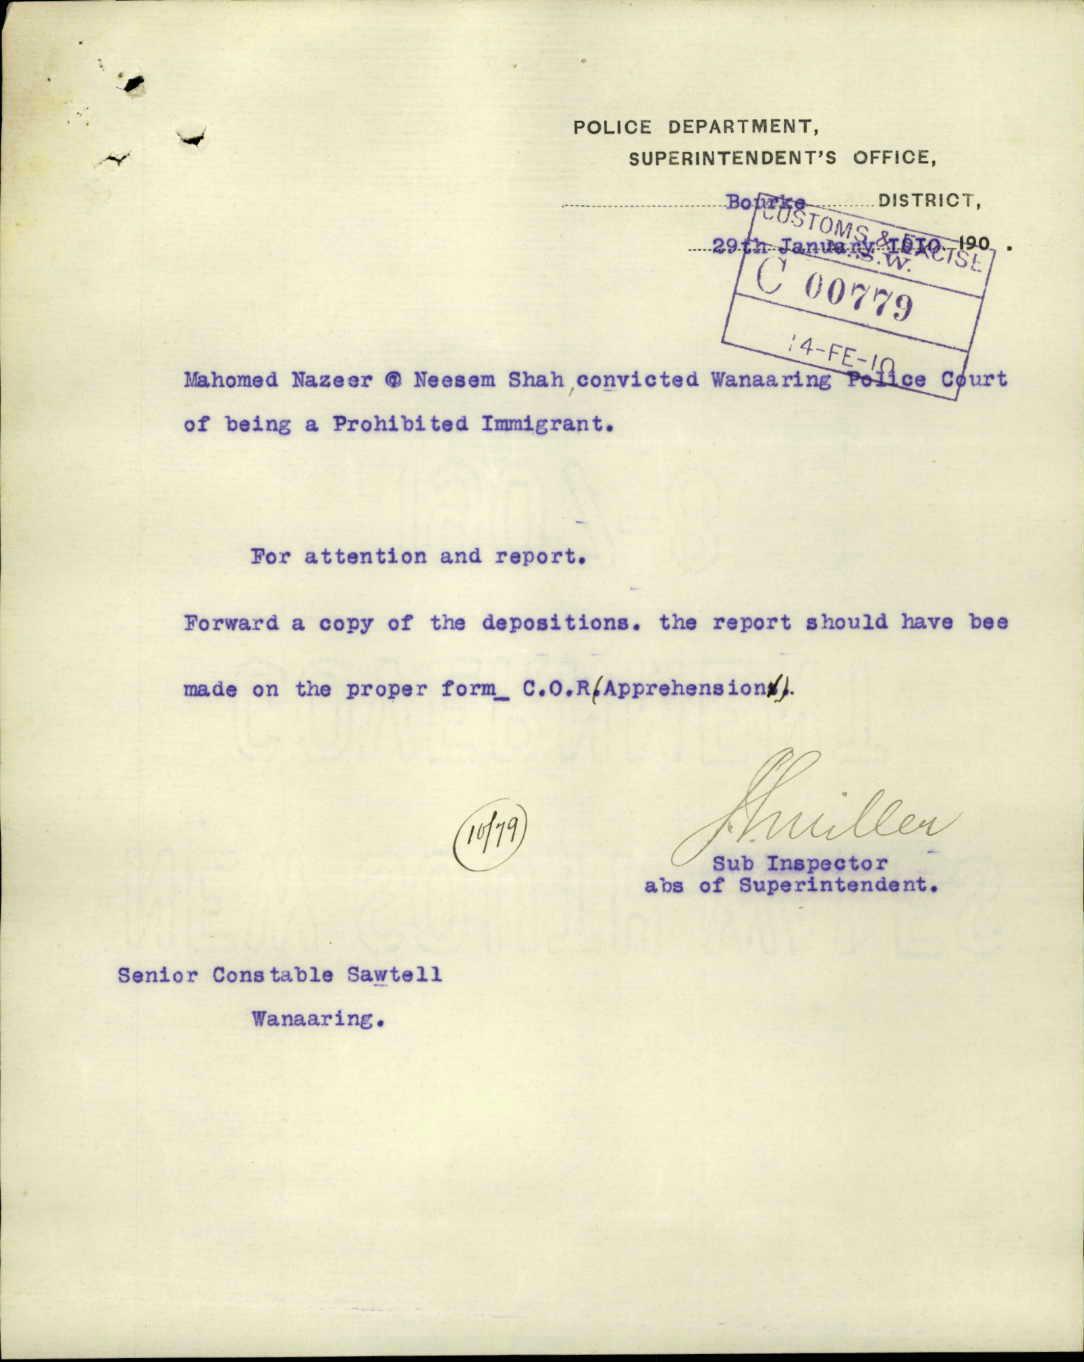 POLICE DEPARTMENT,
SUPERINTENDENT'S OFFICE,
Bourke DISTRICT,
29th January I9I0. 190 .
CUSTOMS & EXCISE
N.S.W.
C 00779
14-FE-10
Mahomed Nazeer @ Neesem Shah, convicted Wanaaring Police Court
of being a Prohibited Immigrant.
For attention and report.
Forward a copy of the depositions. the report should have bee
made on the proper form_ C.O.R(Apprehension).
Miller
10/79
Sub Inspector
abs of Superintendent.
Senior Constable Sawtell
Wanaaring.